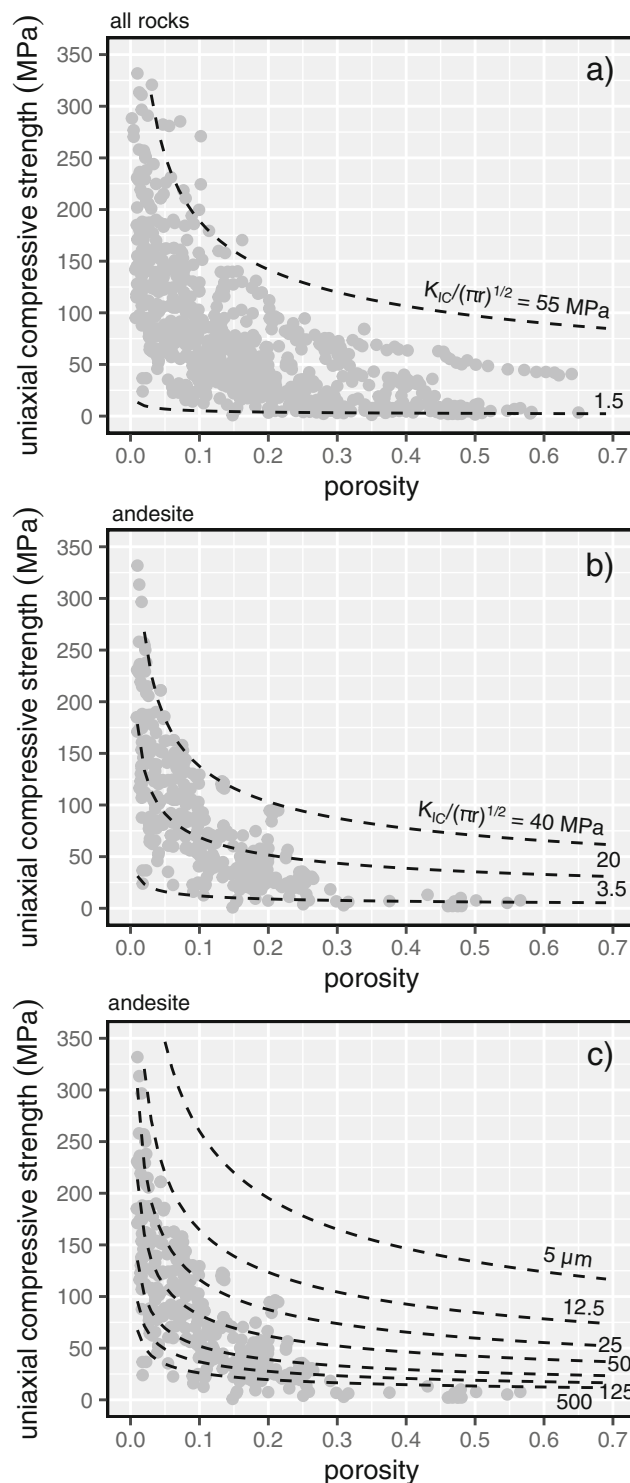 all rocks
a)
uniaxial compressive strength (MPa)
350
300
250
200
150
100
50
0
K_IC/(πr)^1/2 = 55 MPa
1.5
0.0 0.1 0.2 0.3 0.4 0.5 0.6 0.7
porosity
andesite
b)
uniaxial compressive strength (MPa)
350
300
250
200
150
100
50
0
K_IC/(πr)^1/2 = 40 MPa
20
3.5
0.0 0.1 0.2 0.3 0.4 0.5 0.6 0.7
porosity
andesite
c)
uniaxial compressive strength (MPa)
350
300
250
200
150
100
50
0
5 μm
12.5
25
50
125
500
0.0 0.1 0.2 0.3 0.4 0.5 0.6 0.7
porosity